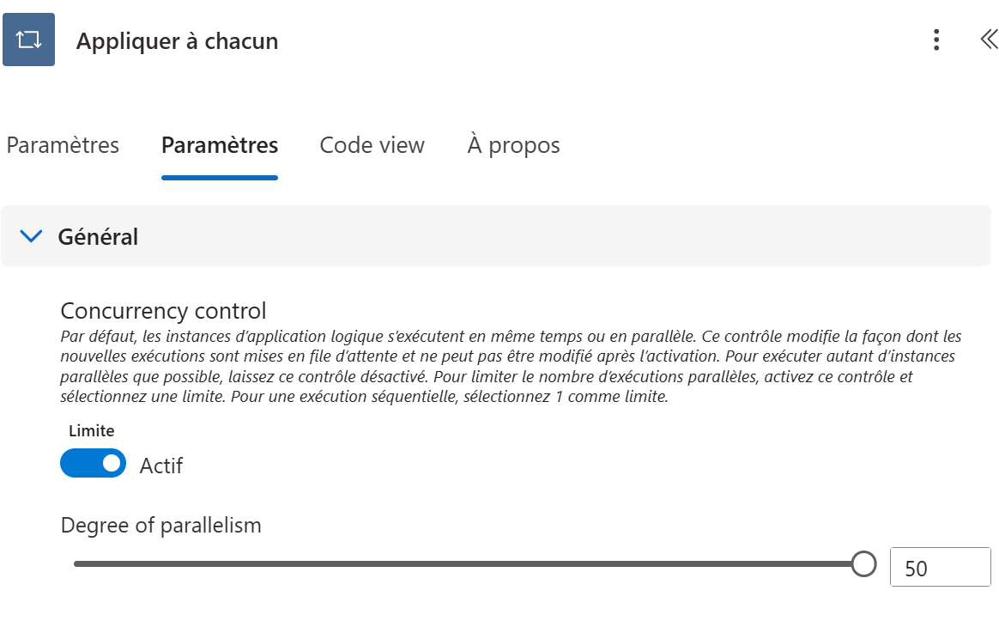 Appliquer à chacun
Paramètres Paramètres Code view À propos
Général
Concurrency control
Par défaut, les instances d’application logique s’exécutent en même temps ou en parallèle. Ce contrôle modifie la façon dont les
nouvelles exécutions sont mises en file d’attente et ne peut pas être modifié après l’activation. Pour exécuter autant d’instances
parallèles que possible, laissez ce contrôle désactivé. Pour limiter le nombre d’exécutions parallèles, activez ce contrôle et
sélectionnez une limite. Pour une exécution séquentielle, sélectionnez 1 comme limite.
Limite
Actif
Degree of parallelism
50